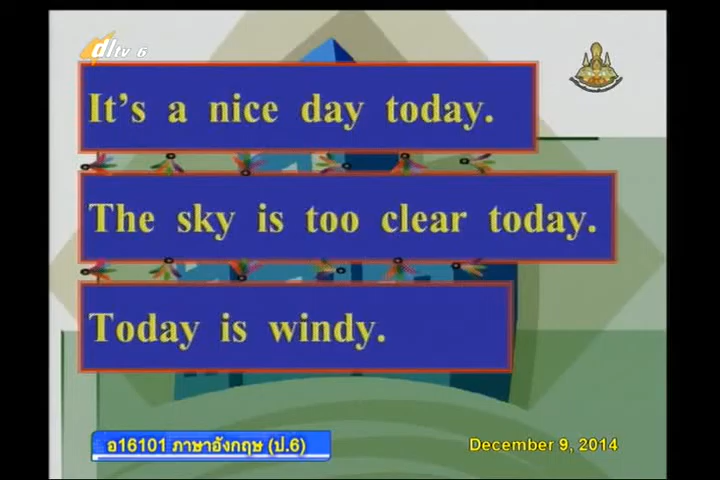 dltv 6
It's a nice day today.
The sky is too clear today.
Today is windy.
อ16101 ภาษาอังกฤษ (ป.6)
December 9, 2014